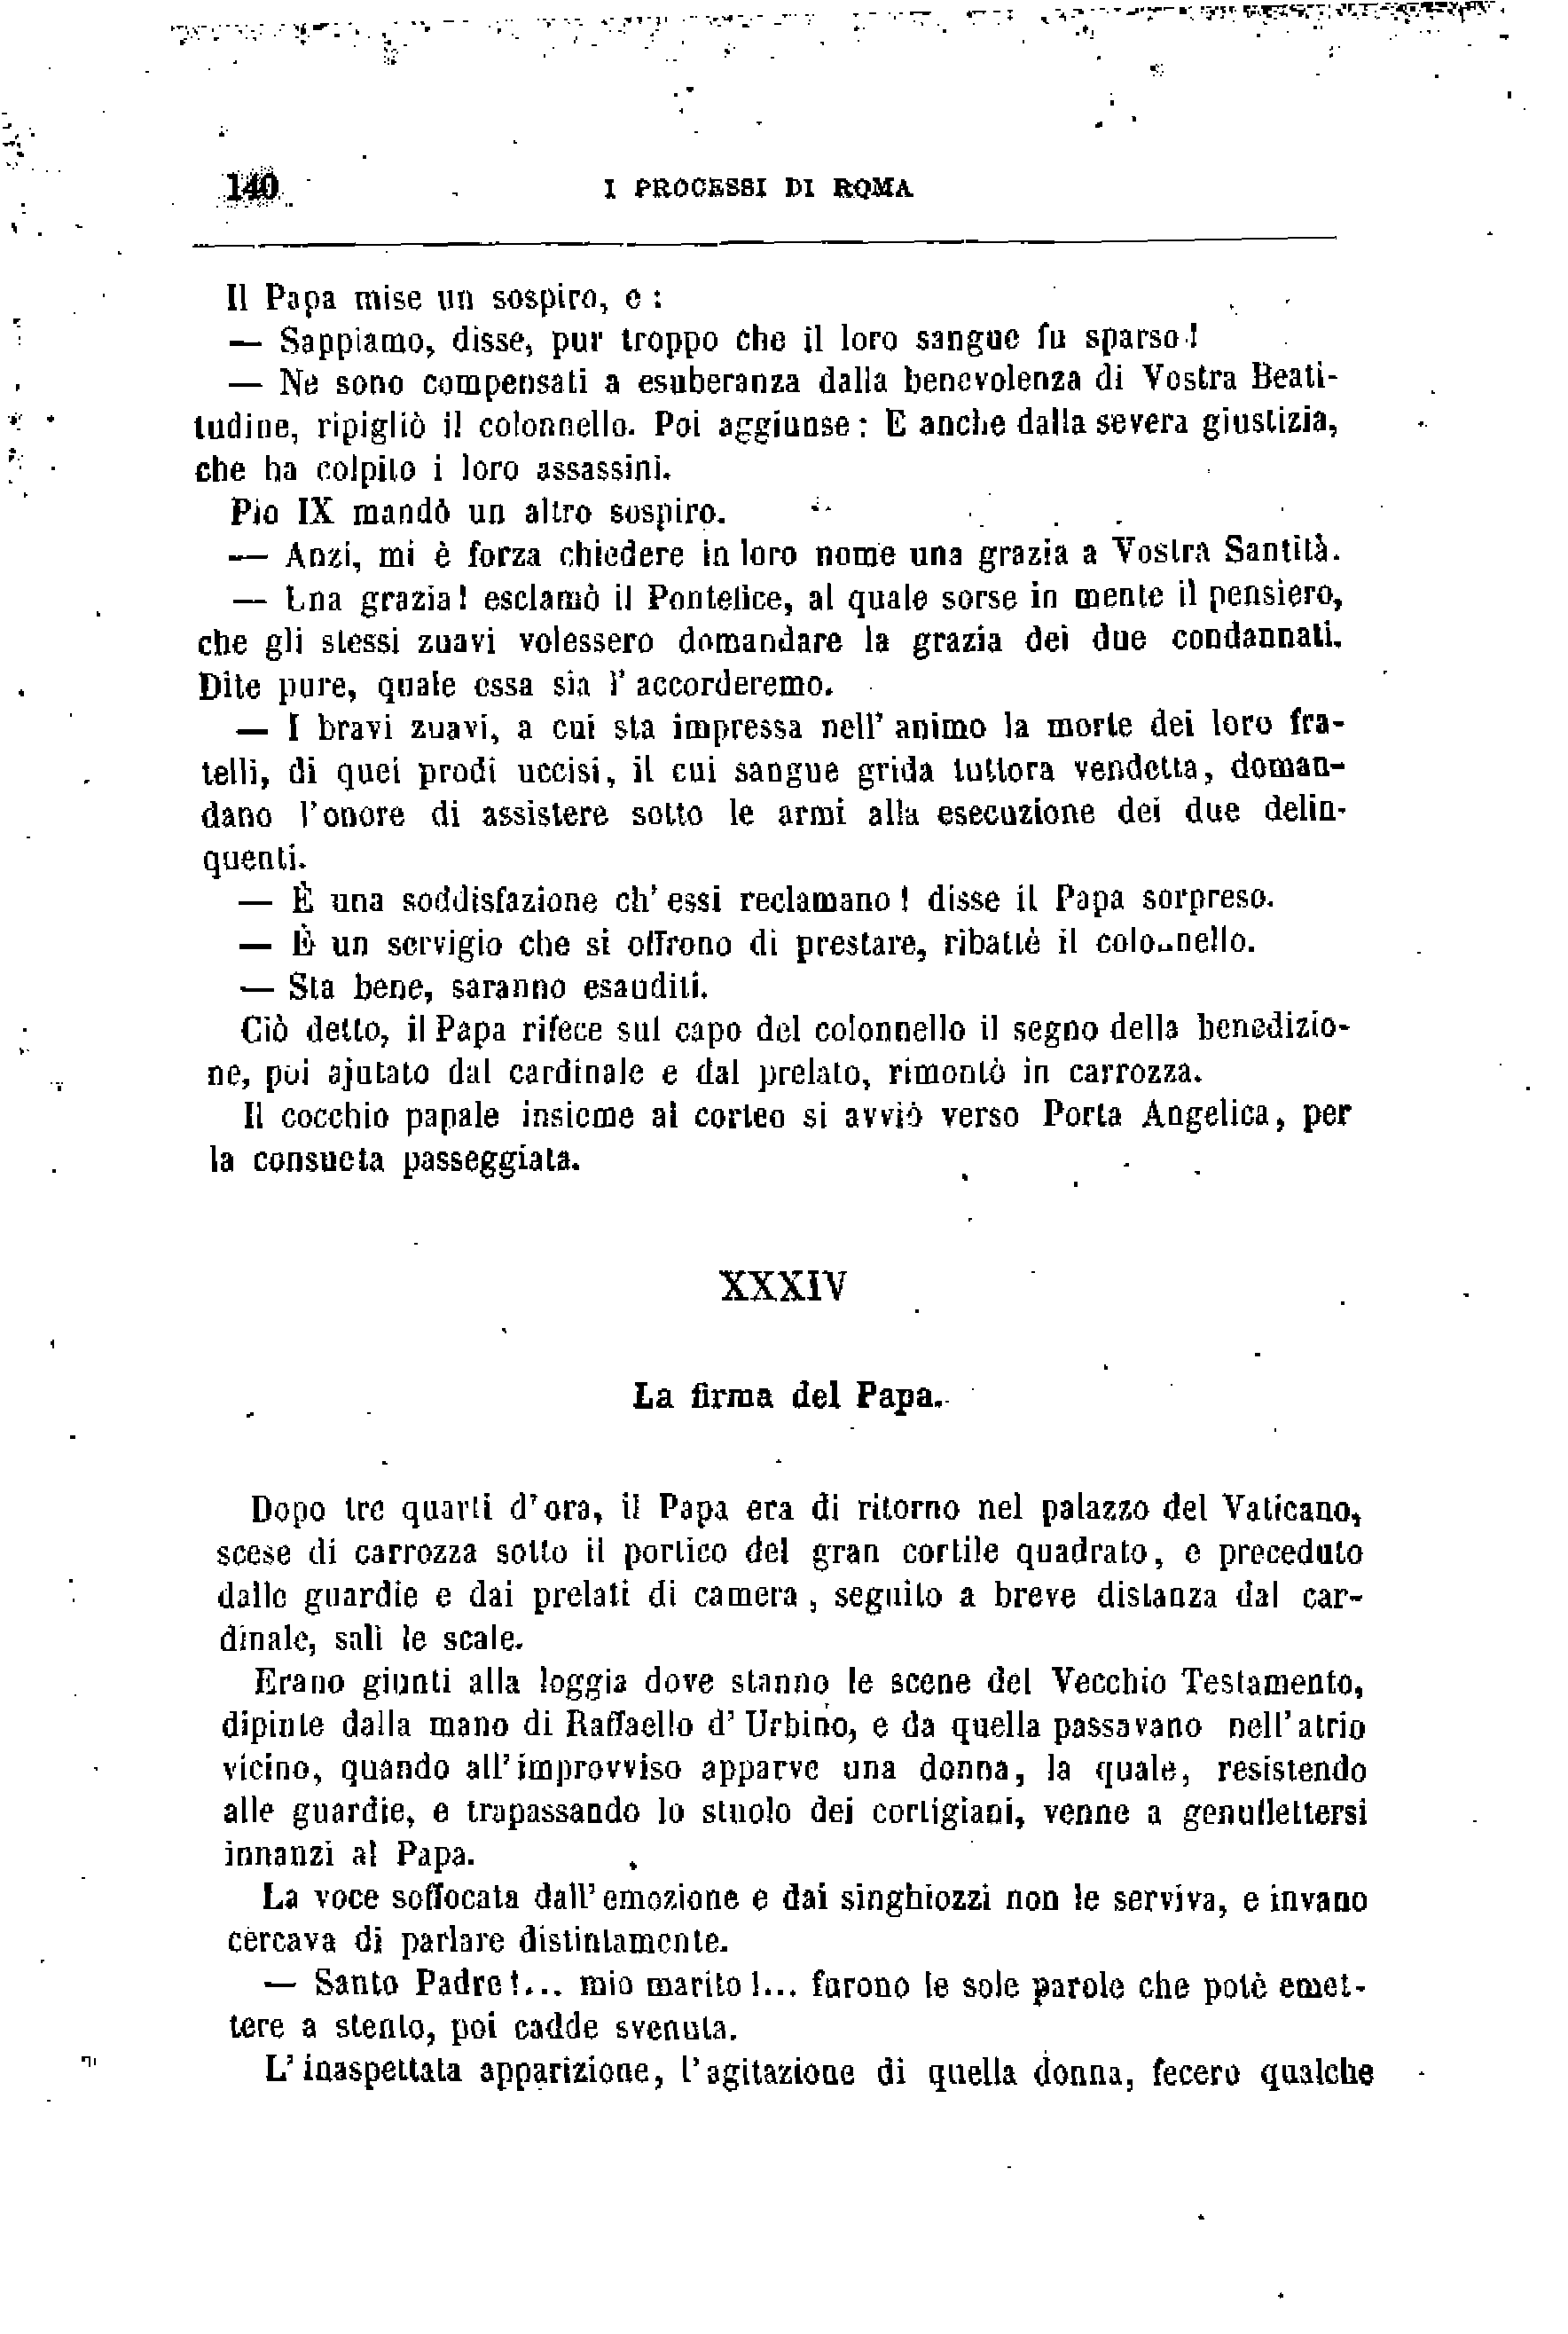 140
I PROCESSI DI ROMA
Il Papa mise un sospiro, e :
— Sappiamo, disse, pur troppo che il loro sangue fu sparso !
— Ne sono compensati a esuberanza dalla benevolenza di Vostra Beati-
tudine, ripigliò il colonnello. Poi aggiunse : E anche dalla severa giustizia,
che ha colpito i loro assassini.
Pio IX mandò un altro sospiro.
— Anzi, mi è forza chiedere in loro nome una grazia a Vostra Santità.
— Una grazia! esclamò il Pontefice, al quale sorse in mente il pensiero,
che gli stessi zuavi volessero domandare la grazia dei due condannati.
Dite pure, quale essa sia l' accorderemo.
— I bravi zuavi, a cui sta impressa nell' animo la morte dei loro fra-
telli, di quei prodi uccisi, il cui sangue grida tuttora vendetta, doman-
dano l'onore di assistere sotto le armi alla esecuzione dei due delin-
quenti.
— È una soddisfazione ch' essi reclamano ! disse il Papa sorpreso.
— È un servigio che si offrono di prestare, ribattè il colonnello.
— Sta bene, saranno esauditi.
Ciò detto, il Papa rifece sul capo del colonnello il segno della benedizio-
ne, poi ajutato dal cardinale e dal prelato, rimontò in carrozza.
Il cocchio papale insieme al corteo si avviò verso Porta Angelica, per
la consueta passeggiata.
XXXIV
La firma del Papa.
Dopo tre quarti d'ora, il Papa era di ritorno nel palazzo del Vaticano,
scese di carrozza sotto il portico del gran cortile quadrato, e preceduto
dalle guardie e dai prelati di camera , seguito a breve distanza dal car-
dinale, salì le scale.
Erano giunti alla loggia dove stanno le scene del Vecchio Testamento,
dipinte dalla mano di Raffaello d' Urbino, e da quella passavano nell'atrio
vicino, quando all'improvviso apparve una donna, la quale, resistendo
alle guardie, e trapassando lo stuolo dei cortigiani, venne a genuflettersi
innanzi al Papa.
La voce soffocata dall'emozione e dai singhiozzi non le serviva, e invano
cercava di parlare distintamente.
— Santo Padre !... mio marito !... furono le sole parole che potè emet-
tere a stento, poi cadde svenuta.
L' inaspettata apparizione, l'agitazione di quella donna, fecero qualche